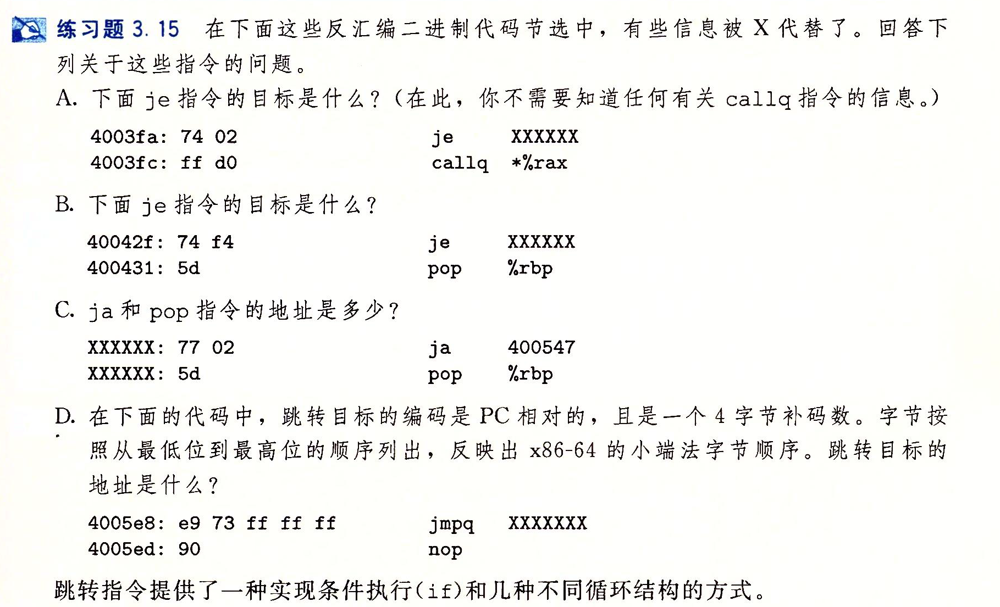 练习题 3.15 在下面这些反汇编二进制代码节选中，有些信息被 X 代替了。回答下
列关于这些指令的问题。
A. 下面 je 指令的目标是什么？（在此，你不需要知道任何有关 callq 指令的信息。）
4003fa: 74 02 je XXXXXX
4003fc: ff d0 callq *%rax
B. 下面 je 指令的目标是什么？
40042f: 74 f4 je XXXXXX
400431: 5d pop %rbp
C. ja 和 pop 指令的地址是多少？
XXXXXX: 77 02 ja 400547
XXXXXX: 5d pop %rbp
D. 在下面的代码中，跳转目标的编码是 PC 相对的，且是一个 4 字节补码数。字节按
照从最低位到最高位的顺序列出，反映出 x86-64 的小端法字节顺序。跳转目标的
地址是什么？
4005e8: e9 73 ff ff ff jmpq XXXXXXX
4005ed: 90 nop
跳转指令提供了一种实现条件执行(if)和几种不同循环结构的方式。